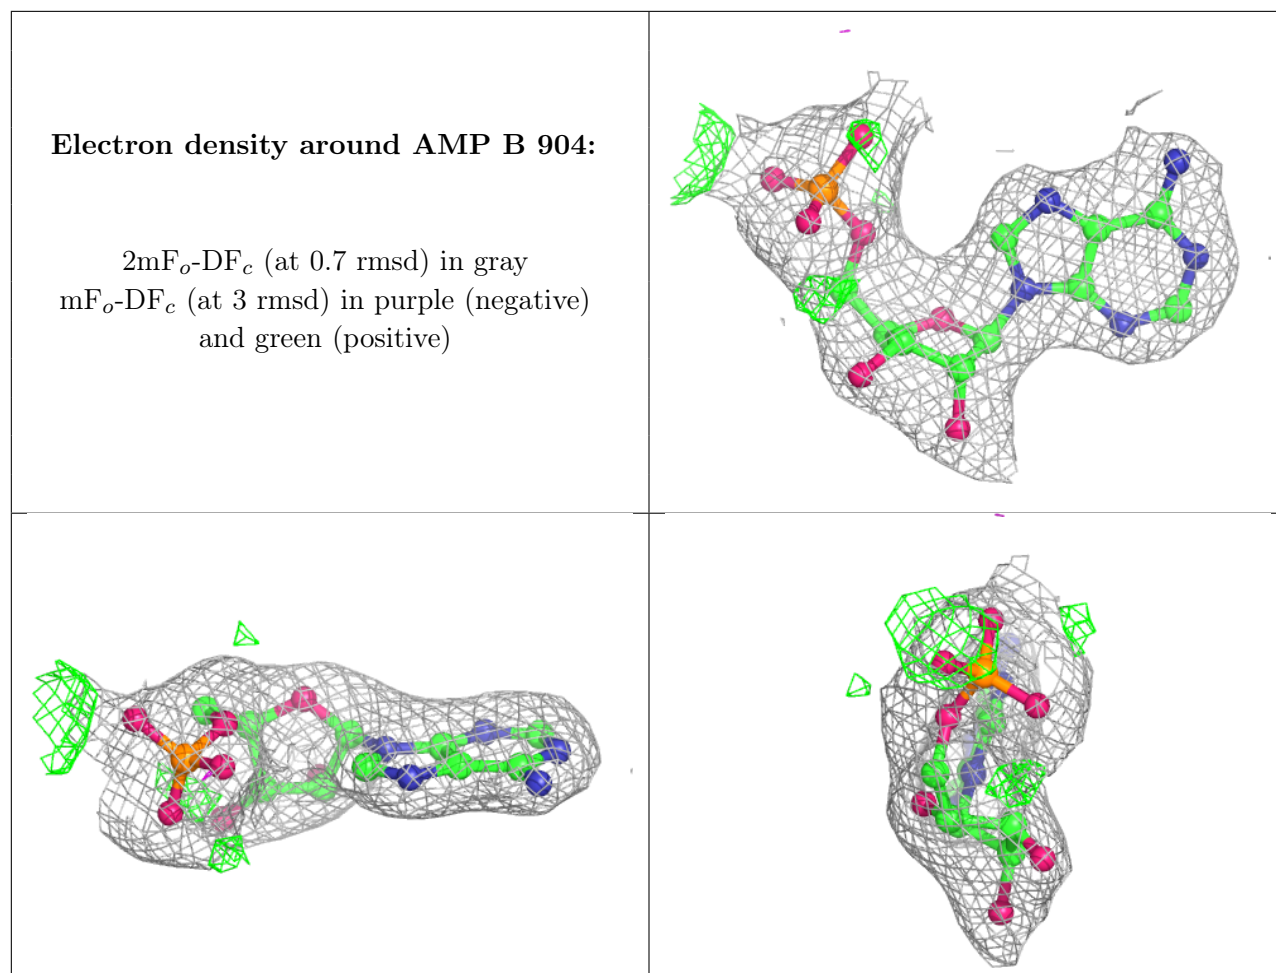 Electron density around AMP B 904:
2mFo-DFc (at 0.7 rmsd) in gray
mFo-DFc (at 3 rmsd) in purple (negative)
and green (positive)